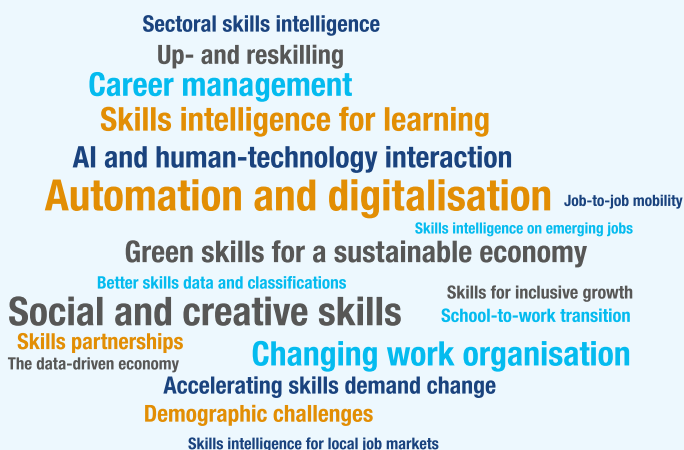 Sectoral skills intelligence
Up- and reskilling
Career management
Skills intelligence for learning
AI and human-technology interaction
Automation and digitalisation
Job-to-job mobility
Skills intelligence on emerging jobs
Green skills for a sustainable economy
Better skills data and classifications
Skills for inclusive growth
Social and creative skills
School-to-work transition
Skills partnerships
Changing work organisation
The data-driven economy
Accelerating skills demand change
Demographic challenges
Skills intelligence for local job markets